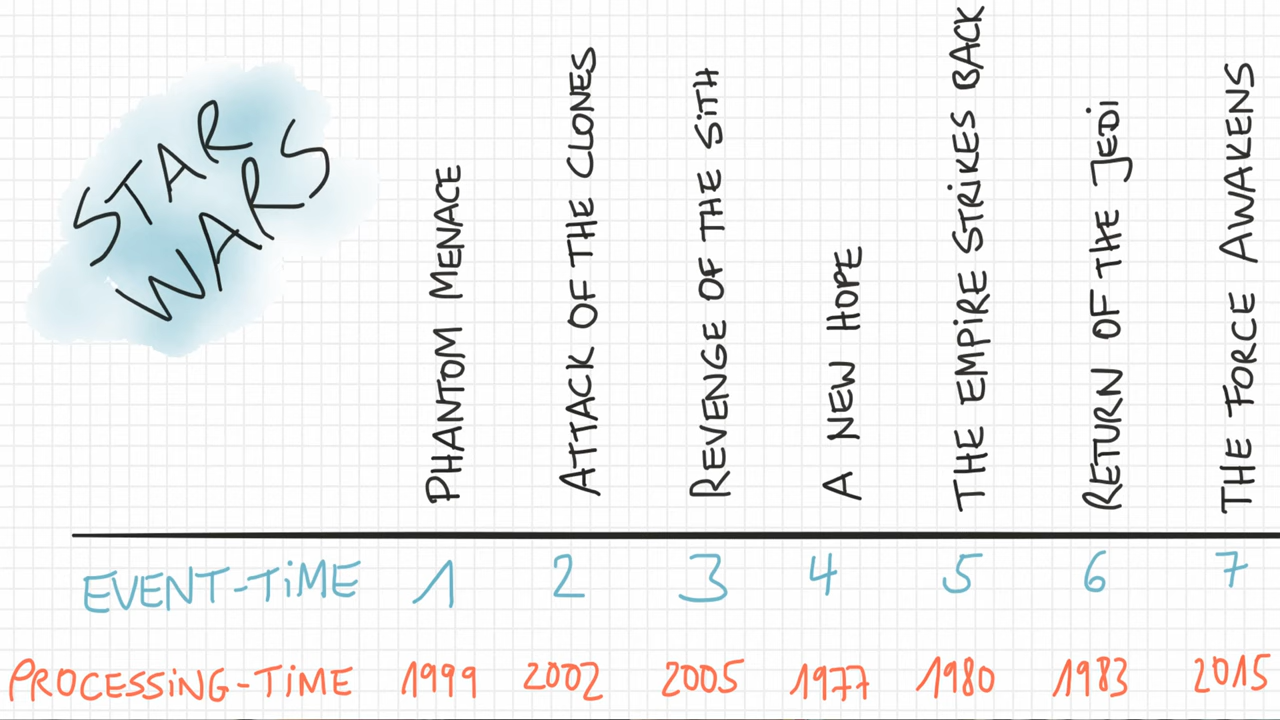 STAR
WARS
PHANTOM MENACE
ATTACK OF THE CLONES
REVENGE OF THE SiTH
A NEW HOPE
THE EMPiRE STRiKES BACK
RETURN OF THE JEDi
THE FORCE AWAKENS
EVENT-TiME 1 2 3 4 5 6 7
PROCESSiNG-TiME 1999 2002 2005 1977 1980 1983 2015